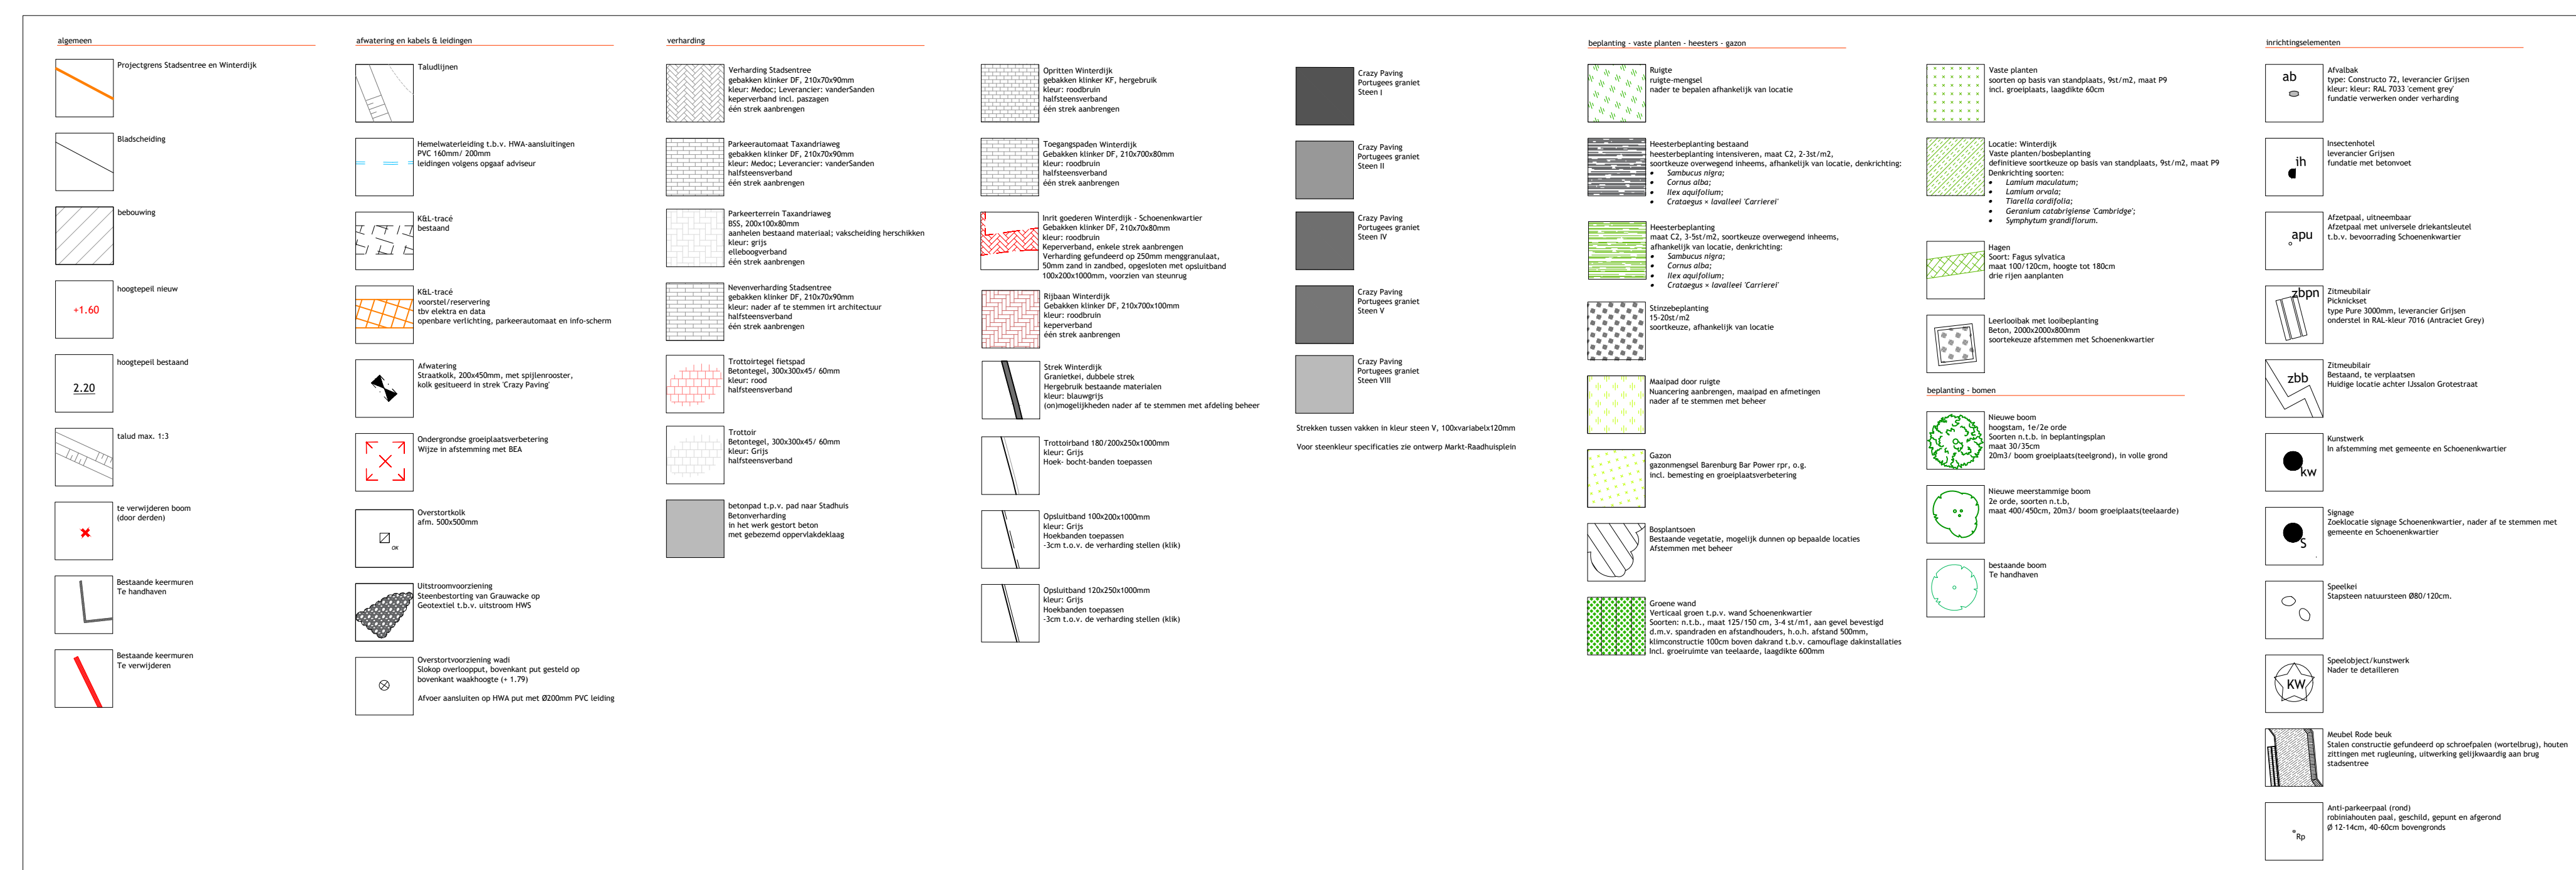 algemeen
Projectgrens Stadsentree en Winterdijk
Bladscheiding
bebouwing
+1.60
hoogtepeil nieuw
2.20
hoogtepeil bestaand
talud max. 1:3
te verwijderen boom
(door derden)
Bestaande keermuren
Te handhaven
Bestaande keermuren
Te verwijderen
afwatering en kabels & leidingen
Taludlijnen
Hemelwaterleiding t.b.v. HWA-aansluitingen
PVC 160mm/ 200mm
leidingen volgens opgaaf adviseur
K&L-tracé
bestaand
K&L-tracé
voorstel/reservering
tbv elektra en data
openbare verlichting, parkeerautomaat en info-scherm
Afwatering
Straatkolk, 200x450mm, met spijlenrooster,
kolk gesitueerd in strek 'Crazy Paving'
Ondergrondse groeiplaatsverbetering
Wijze in afstemming met BEA
ox
Overstortkolk
afm. 500x500mm
Uitstroomvoorziening
Steenbestorting van Grauwacke op
Geotextiel t.b.v. uitstroom HWS
Overstortvoorziening wadi
Slokop overloopput, bovenkant put gesteld op
bovenkant waakhoogte (+ 1.79)
Afvoer aansluiten op HWA put met Ø200mm PVC leiding
verharding
Verharding Stadsentree
gebakken klinker DF, 210x70x90mm
kleur: Medoc; Leverancier: vanderSanden
keperverband incl. paszagen
één strek aanbrengen
Parkeerautomaat Taxandriaweg
gebakken klinker DF, 210x70x90mm
kleur: Medoc; Leverancier: vanderSanden
halfsteensverband
één strek aanbrengen
Parkeerterrein Taxandriaweg
BSS, 200x100x80mm
aanhelen bestaand materiaal; vakscheiding herschikken
kleur: grijs
elleboogverband
één strek aanbrengen
Nevenverharding Stadsentree
gebakken klinker DF, 210x70x90mm
kleur: nader af te stemmen irt architectuur
halfsteensverband
één strek aanbrengen
Trottoirtegel fietspad
Betontegel, 300x300x45/ 60mm
kleur: rood
halfsteensverband
Trottoir
Betontegel, 300x300x45/ 60mm
kleur: Grijs
halfsteensverband
betonpad t.p.v. pad naar Stadhuis
Betonverharding
in het werk gestort beton
met gebezemd oppervlakdeklaag
Opritten Winterdijk
gebakken klinker KF, hergebruik
kleur: roodbruin
halfsteensverband
één strek aanbrengen
Toegangspaden Winterdijk
Gebakken klinker DF, 210x700x80mm
kleur: roodbruin
halfsteensverband
één strek aanbrengen
Inrit goederen Winterdijk - Schoenenkwartier
Gebakken klinker DF, 210x70x80mm
kleur: roodbruin
Keperverband, enkele strek aanbrengen
Verharding gefundeerd op 250mm menggranulaat,
50mm zand in zandbed, opgesloten met opsluitband
100x200x1000mm, voorzien van steunrug
Rijbaan Winterdijk
Gebakken klinker DF, 210x700x100mm
kleur: roodbruin
keperverband
één strek aanbrengen
Strek Winterdijk
Granietkei, dubbele strek
Hergebruik bestaande materialen
kleur: blauwgrijs
(on)mogelijkheden nader af te stemmen met afdeling beheer
Trottoirband 180/200x250x1000mm
kleur: Grijs
Hoek- bocht-banden toepassen
Opsluitband 100x200x1000mm
kleur: Grijs
Hoekbanden toepassen
-3cm t.o.v. de verharding stellen (klik)
Opsluitband 120x250x1000mm
kleur: Grijs
Hoekbanden toepassen
-3cm t.o.v. de verharding stellen (klik)
Crazy Paving
Portugees graniet
Steen I
Crazy Paving
Portugees graniet
Steen II
Crazy Paving
Portugees graniet
Steen IV
Crazy Paving
Portugees graniet
Steen V
Crazy Paving
Portugees graniet
Steen VIII
Strekken tussen vakken in kleur steen V, 100xvariabelx120mm
Voor steenkleur specificaties zie ontwerp Markt-Raadhuisplein
beplanting - vaste planten - heesters - gazon
Ruigte
ruigte-mengsel
nader te bepalen afhankelijk van locatie
Heesterbeplanting bestaand
heesterbeplanting intensiveren, maat C2, 2-3st/m2,
soortkeuze overwegend inheems, afhankelijk van locatie, denkrichting:
• Sambucus nigra;
• Cornus alba;
• Ilex aquifolium;
• Crataegus × lavalleei 'Carrierei'
Heesterbeplanting
maat C2, 3-5st/m2, soortkeuze overwegend inheems,
afhankelijk van locatie, denkrichting:
• Sambucus nigra;
• Cornus alba;
• Ilex aquifolium;
• Crataegus × lavalleei 'Carrierei'
Stinzebeplanting
15-20st/m2
soortkeuze, afhankelijk van locatie
Maaipad door ruigte
Nuancering aanbrengen, maaipad en afmetingen
nader af te stemmen met beheer
Gazon
gazonmengsel Barenburg Bar Power rpr, o.g.
incl. bemesting en groeiplaatsverbetering
Bosplantsoen
Bestaande vegetatie, mogelijk dunnen op bepaalde locaties
Afstemmen met beheer
Groene wand
Verticaal groen t.p.v. wand Schoenenkwartier
Soorten: n.t.b., maat 125/150 cm, 3-4 st/m1, aan gevel bevestigd
d.m.v. spandraden en afstandhouders, h.o.h. afstand 500mm,
klimconstructie 100cm boven dakrand t.b.v. camouflage dakinstallaties
Incl. groeiruimte van teelaarde, laagdikte 600mm
Vaste planten
soorten op basis van standplaats, 9st/m2, maat P9
incl. groeiplaats, laagdikte 60cm
Locatie: Winterdijk
Vaste planten/bosbeplanting
definitieve soortkeuze op basis van standplaats, 9st/m2, maat P9
Denkrichting soorten:
• Lamium maculatum;
• Lamium orvala;
• Tiarella cordifolia;
• Geranium catabrigiense 'Cambridge';
• Symphytum grandiflorum.
Hagen
Soort: Fagus sylvatica
maat 100/120cm, hoogte tot 180cm
drie rijen aanplanten
Leerlooibak met looibeplanting
Beton, 2000x2000x800mm
soortekeuze afstemmen met Schoenenkwartier
beplanting - bomen
Nieuwe boom
hoogstam, 1e/2e orde
Soorten n.t.b. in beplantingsplan
maat 30/35cm
20m3/ boom groeiplaats(teelgrond), in volle grond
Nieuwe meerstammige boom
2e orde, soorten n.t.b,
maat 400/450cm, 20m3/ boom groeiplaats(teelaarde)
bestaande boom
Te handhaven
inrichtingselementen
ab
Afvalbak
type: Constructo 72, leverancier Grijsen
kleur: kleur: RAL 7033 'cement grey'
fundatie verwerken onder verharding
ih
Insectenhotel
leverancier Grijsen
fundatie met betonvoet
apu
Afzetpaal, uitneembaar
Afzetpaal met universele driekantsleutel
t.b.v. bevoorrading Schoenenkwartier
zbpn
Zitmeubilair
Picknickset
type Pure 3000mm, leverancier Grijsen
onderstel in RAL-kleur 7016 (Antraciet Grey)
zbb
Zitmeubilair
Bestaand, te verplaatsen
Huidige locatie achter IJssalon Grotestraat
kw
Kunstwerk
In afstemming met gemeente en Schoenenkwartier
S
Signage
Zoeklocatie signage Schoenenkwartier, nader af te stemmen met
gemeente en Schoenenkwartier
Speelkei
Stapsteen natuursteen Ø80/120cm.
KW
Speelobject/kunstwerk
Nader te detailleren
Meubel Rode beuk
Stalen constructie gefundeerd op schroefpalen (wortelbrug), houten
zittingen met rugleuning, uitwerking gelijkwaardig aan brug
stadsentree
Rp
Anti-parkeerpaal (rond)
robiniahouten paal, geschild, gepunt en afgerond
Ø 12-14cm, 40-60cm bovengronds